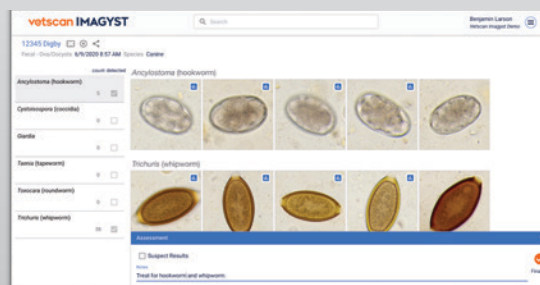 vetscan IMAGYST
Search
Benjamin Larson
Vetscan Imagyst Demo
12345 Digby
Fecal - Ova/Oocysts 6/9/2020 8:57 AM Species: Canine
count detected
Ancylostoma (hookworm)
Cystoisospora (coccidia)
0
Giardia
0
Taenia (tapeworm)
0
Toxocara (roundworm)
0
Trichuris (whipworm)
Ancylostoma (hookworm)
Trichuris (whipworm)
Assessment
Suspect Results
Notes
Treat for hookworm and whipworm.